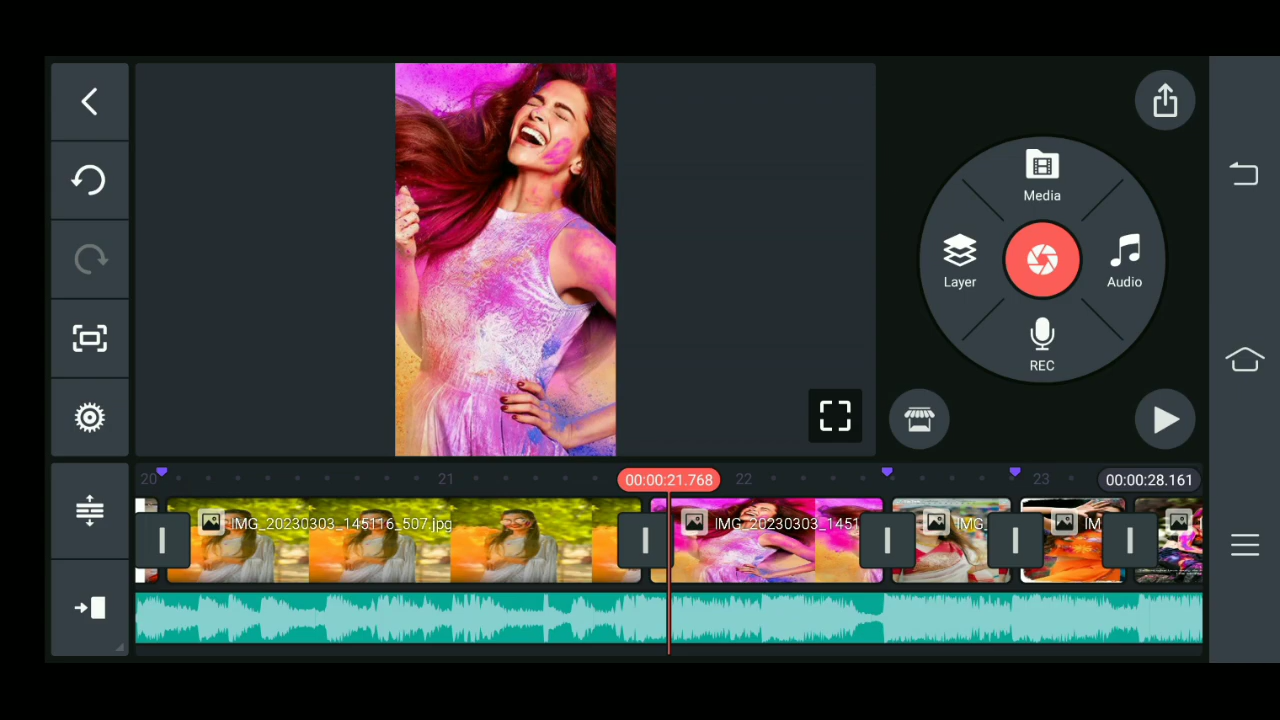 Media
Layer
Audio
REC
20
21
00:00:21.768
22
23
00:00:28.161
IMG_20230303_145116_507.jpg
IMG_20230303_1451
IMG_
IM